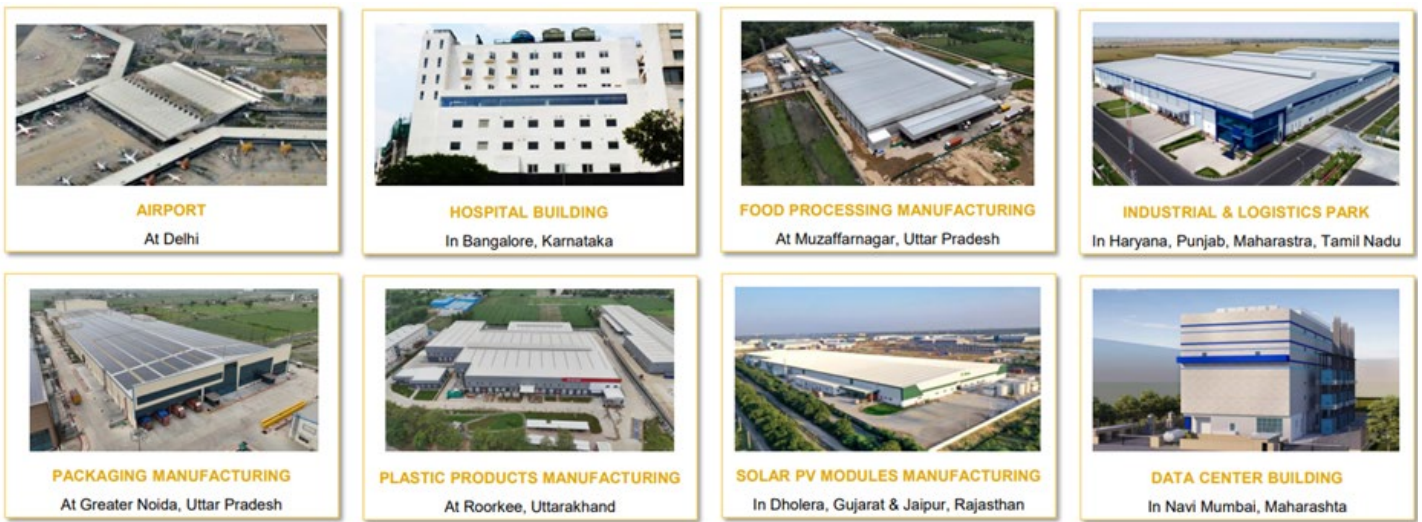 AIRPORT
At Delhi
HOSPITAL BUILDING
In Bangalore, Karnataka
FOOD PROCESSING MANUFACTURING
At Muzaffarnagar, Uttar Pradesh
INDUSTRIAL & LOGISTICS PARK
In Haryana, Punjab, Maharastra, Tamil Nadu
PACKAGING MANUFACTURING
At Greater Noida, Uttar Pradesh
PLASTIC PRODUCTS MANUFACTURING
At Roorkee, Uttarakhand
SOLAR PV MODULES MANUFACTURING
In Dholera, Gujarat & Jaipur, Rajasthan
DATA CENTER BUILDING
In Navi Mumbai, Maharashta